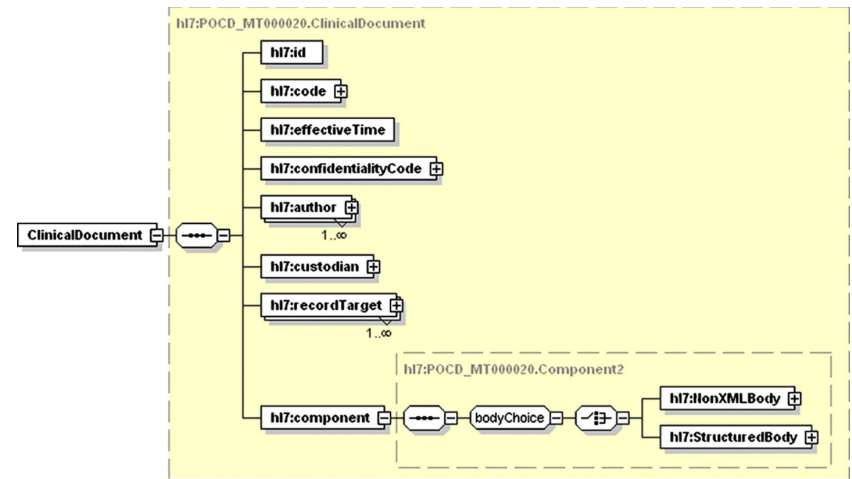 hl7:POCD_MT000020.ClinicalDocument
hl7:id
hl7:code
hl7:effectiveTime
hl7:confidentialityCode
hl7:author
1..∞
ClinicalDocument
hl7:custodian
hl7:recordTarget
1..∞
hl7:POCD_MT000020.Component2
hl7:NonXMLBody
hl7:component
bodyChoice
hl7:StructuredBody